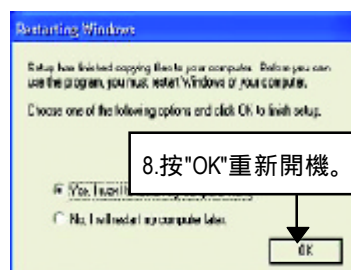 Restarting Windows
Setup has finished copying files to your computer. Before you can
use the program, you must restart Windows or your computer.
Choose one of the following options and click OK to finish setup.
8.按"OK"重新開機。
Yes, I want
No, I will restart my computer later.
OK